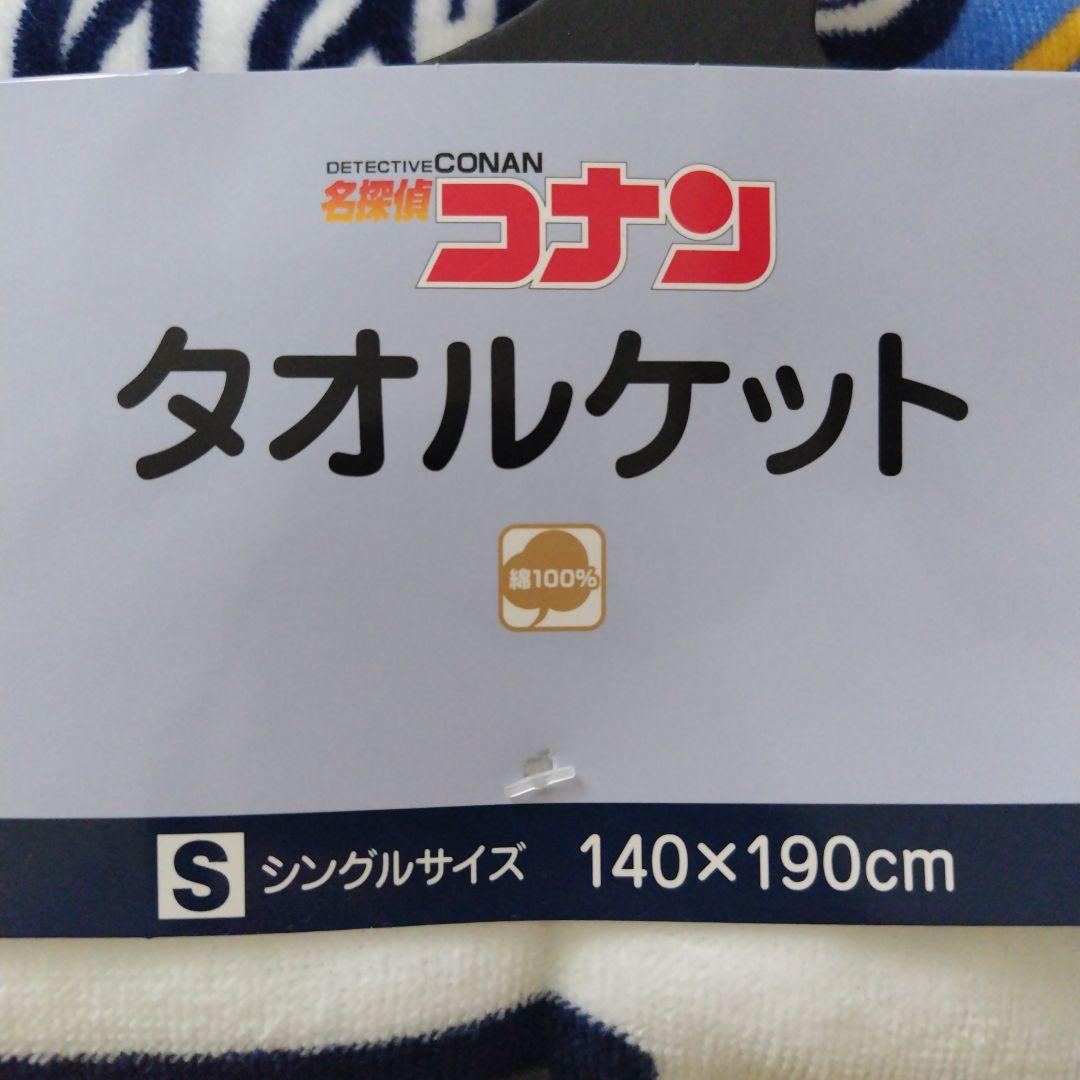 DETECTIVE CONAN
名探偵コナン
タオルケット
綿100%
S シングルサイズ 140×190cm